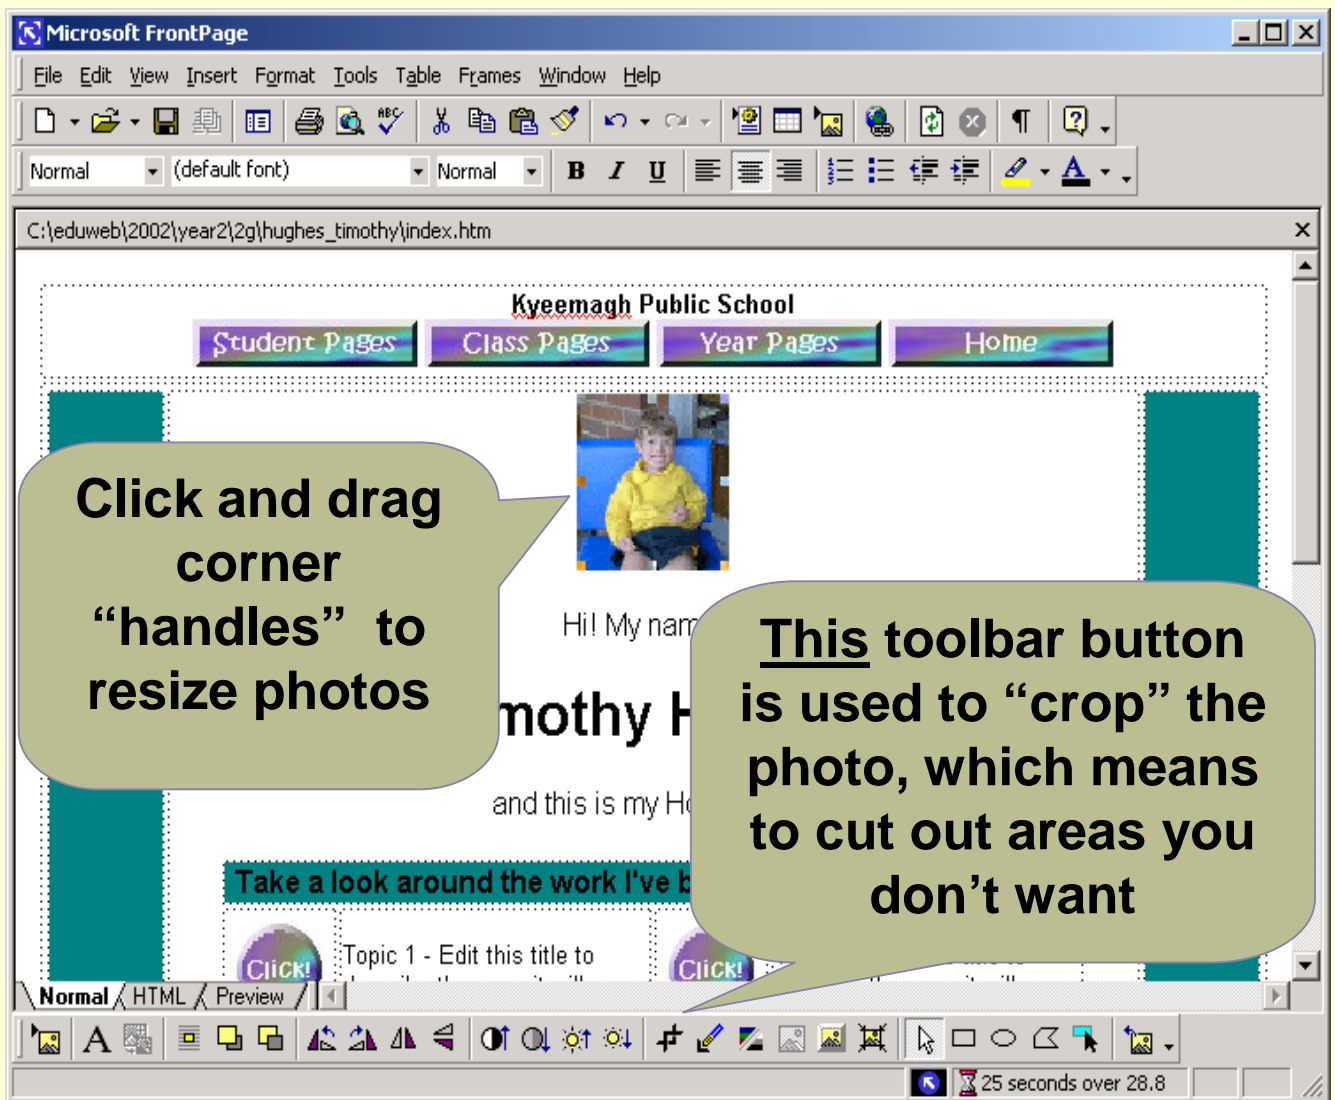 Microsoft FrontPage
File Edit View Insert Format Tools Table Frames Window Help
ABC
Normal (default font) Normal B I U A
C:\eduweb\2002\year2\2g\hughes_timothy\index.htm
Kyeemagh Public School
Student Pages Class Pages Year Pages Home
Click and drag
corner
“handles” to
resize photos
Hi! My nam
mothy H
and this is my Ho
This toolbar button
is used to “crop” the
photo, which means
to cut out areas you
don’t want
Take a look around the work I've b
Click! Topic 1 - Edit this title to Click!
Normal HTML Preview
A
25 seconds over 28.8